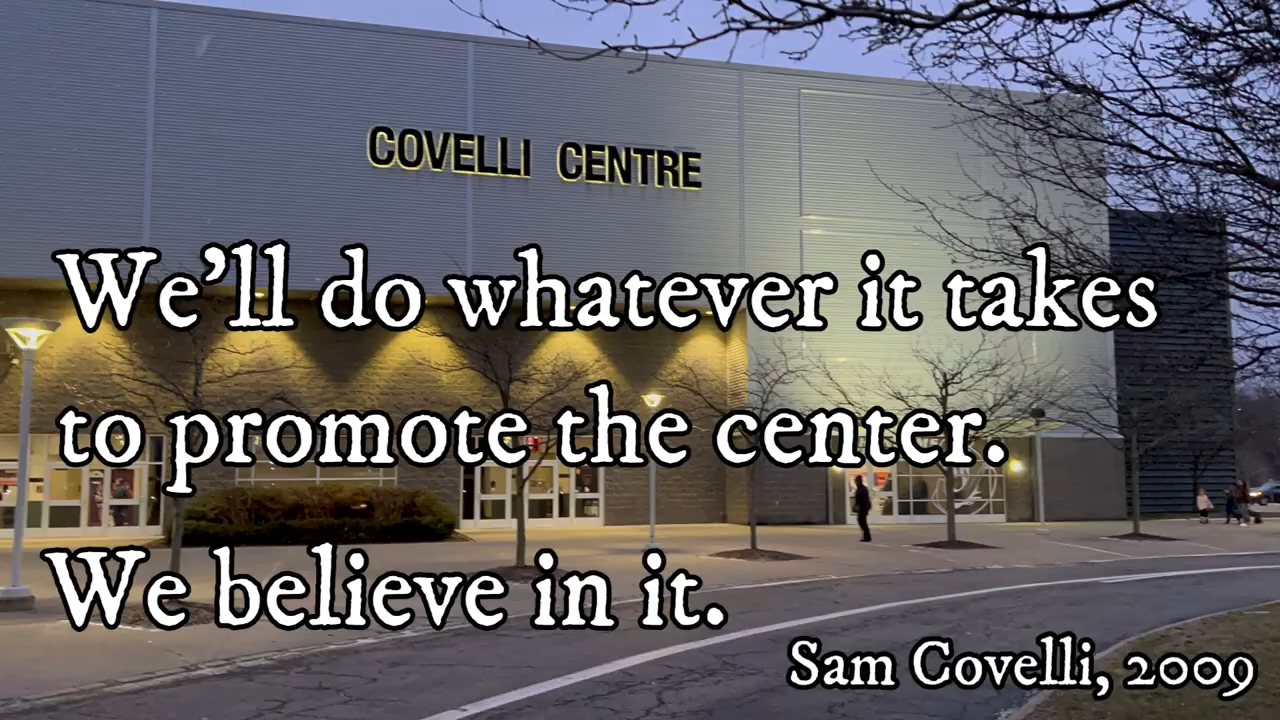 COVELLI CENTRE
We'll do whatever it takes
to promote the center.
We believe in it.
Sam Covelli, 2009